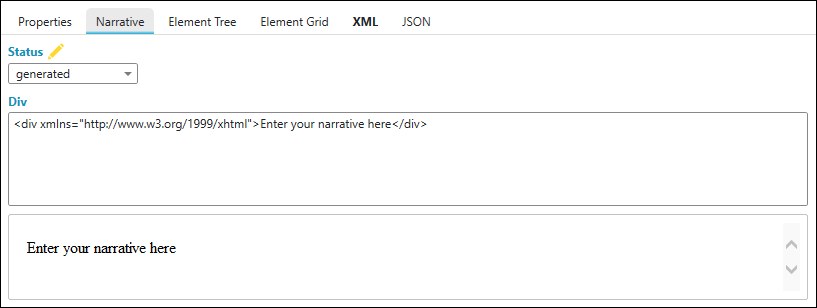 Properties Narrative Element Tree Element Grid XML JSON
Status
generated
Div
<div xmlns="http://www.w3.org/1999/xhtml">Enter your narrative here</div>
Enter your narrative here